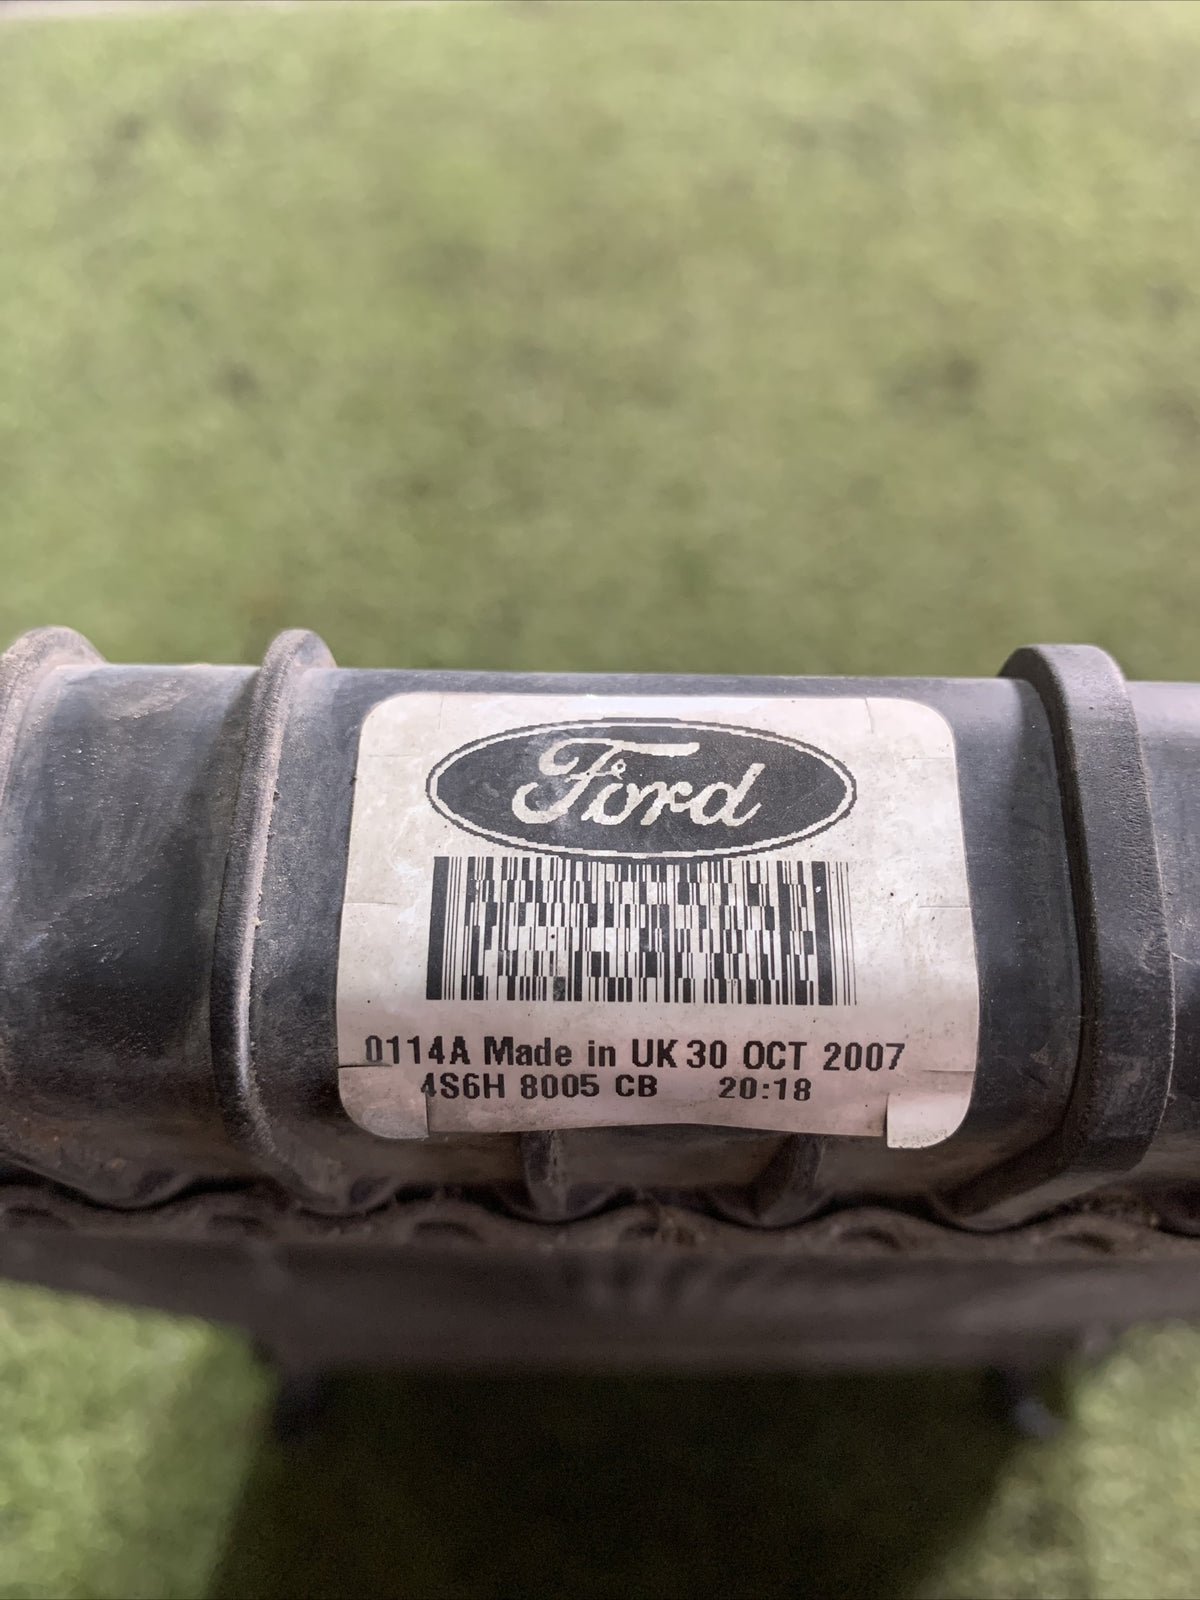 Ford
0114A Made in UK 30 OCT 2007
4S6H 8005 CB 20:18